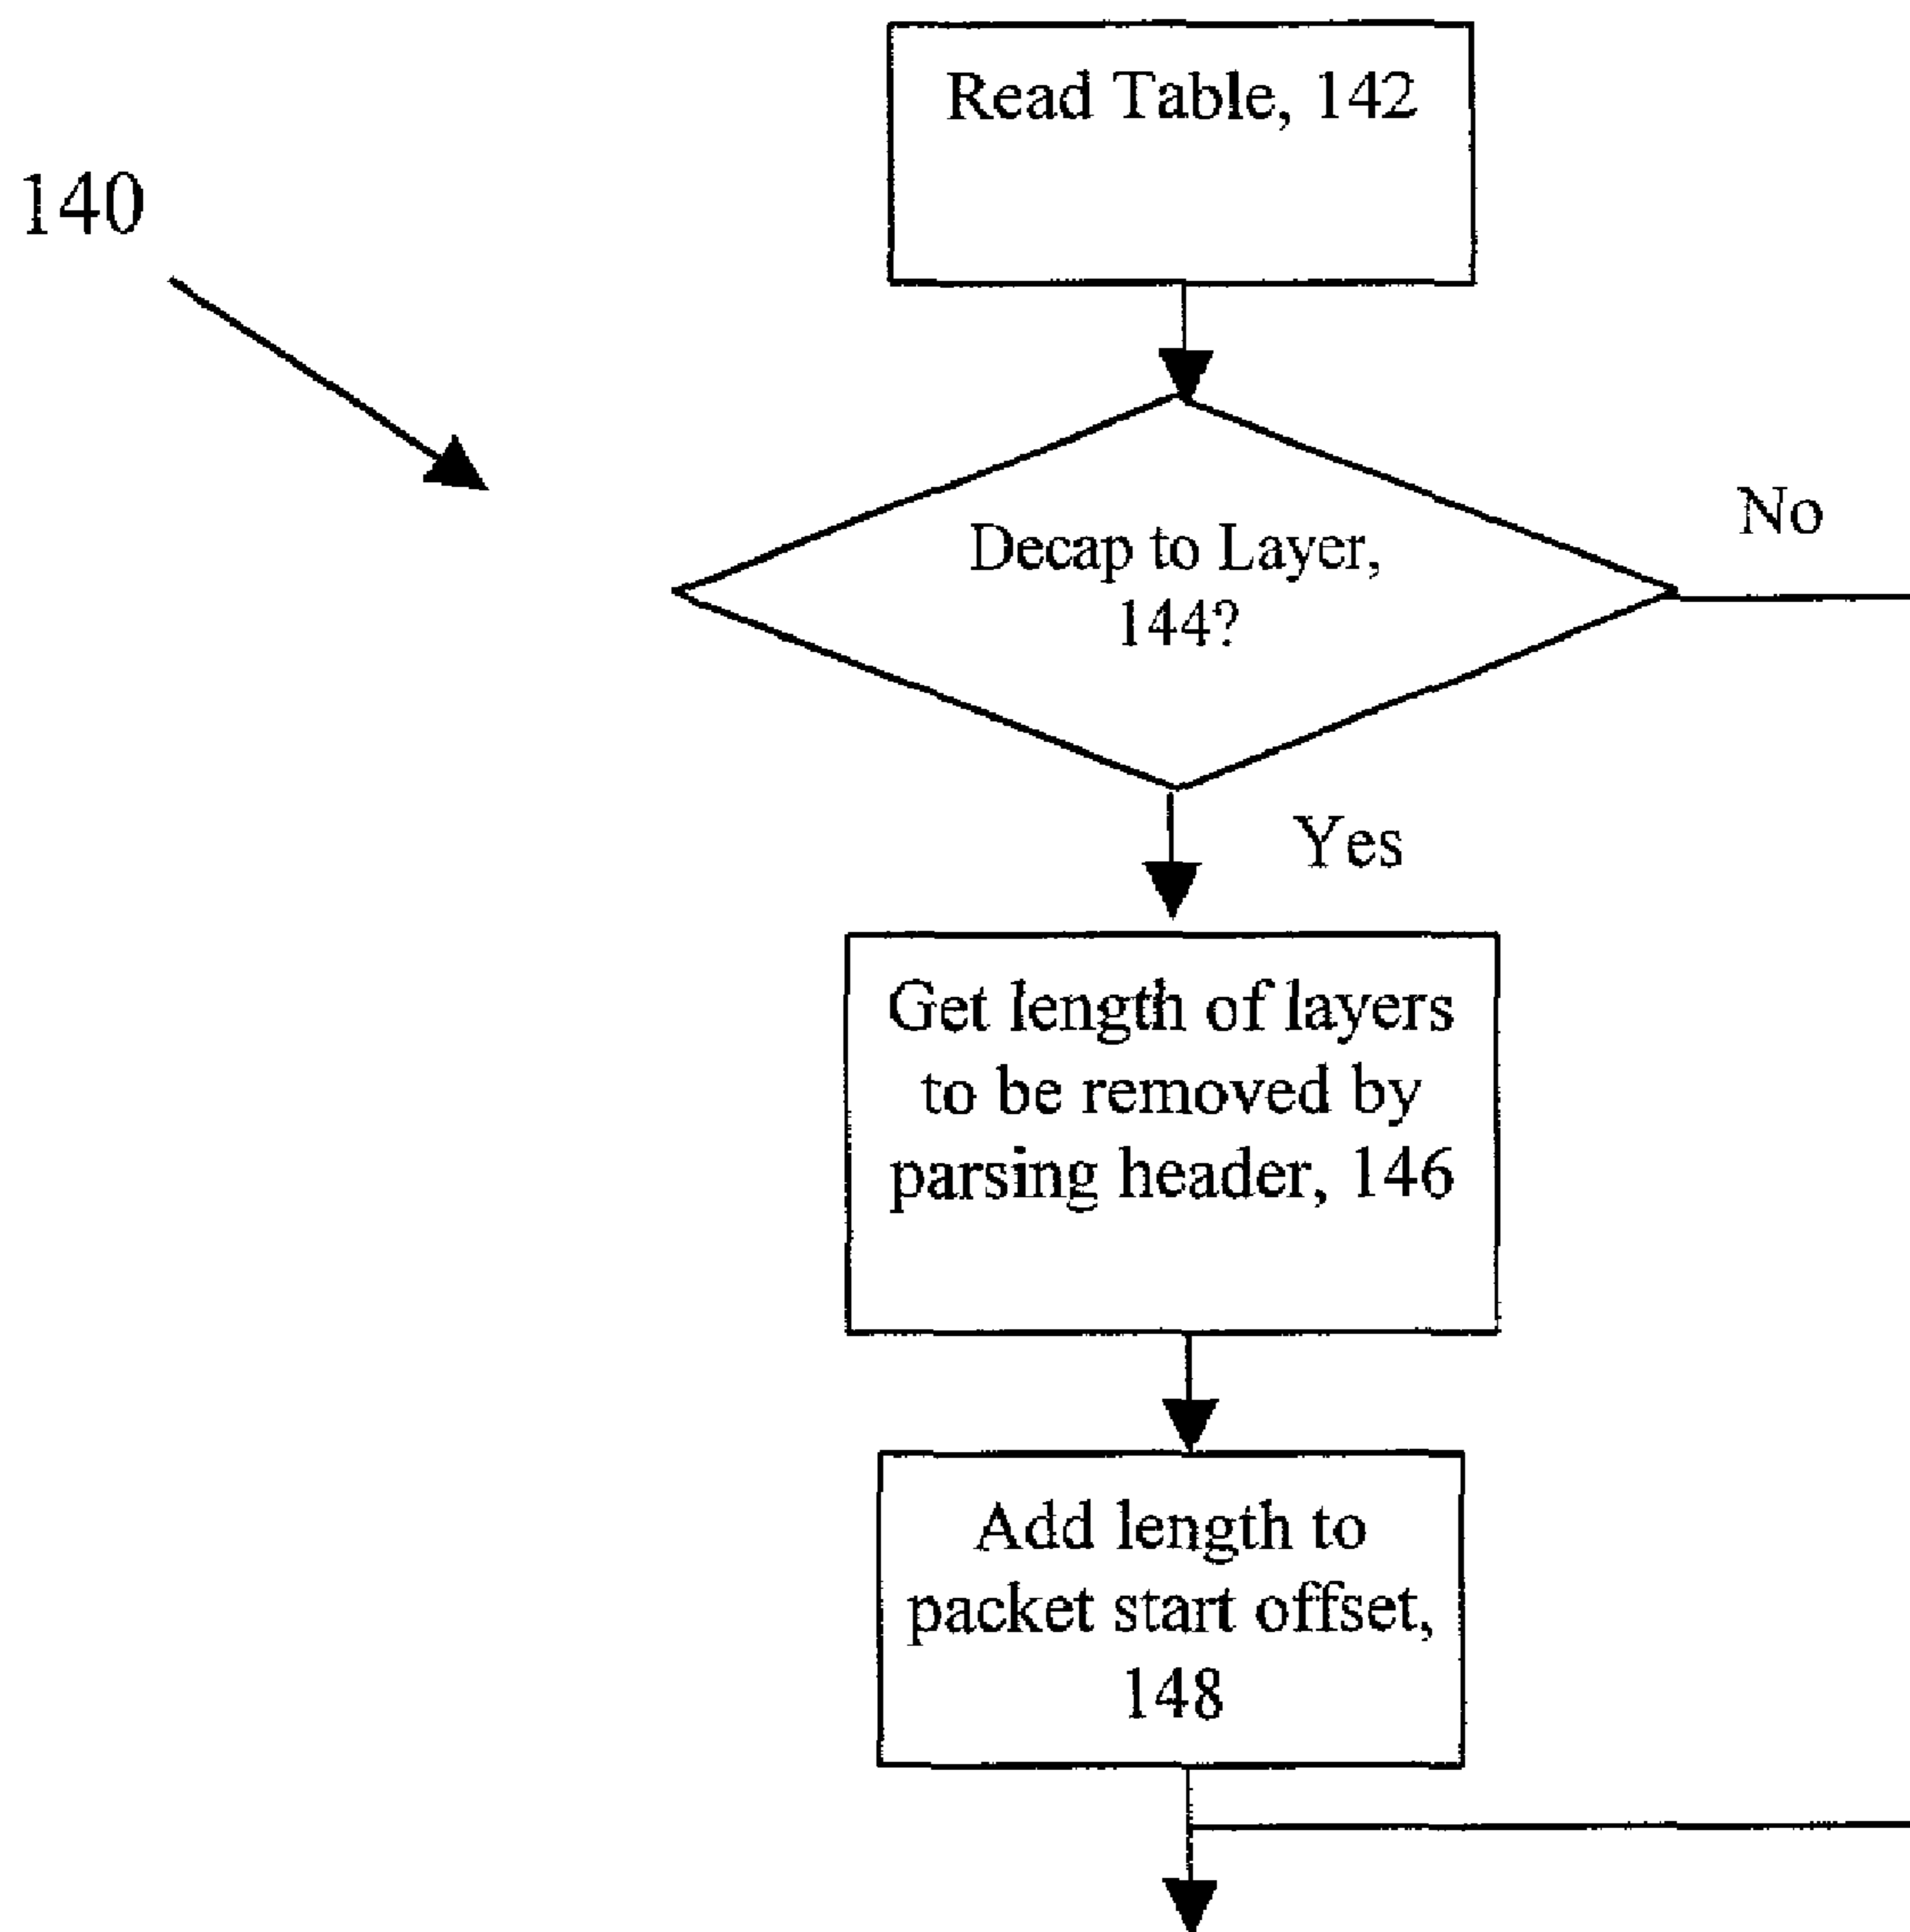 Read Table, 142
140
Decap to Layer,
144?
No
Yes
Get length of layers
to be removed by
parsing header, 146
Add length to
packet start offset,
148